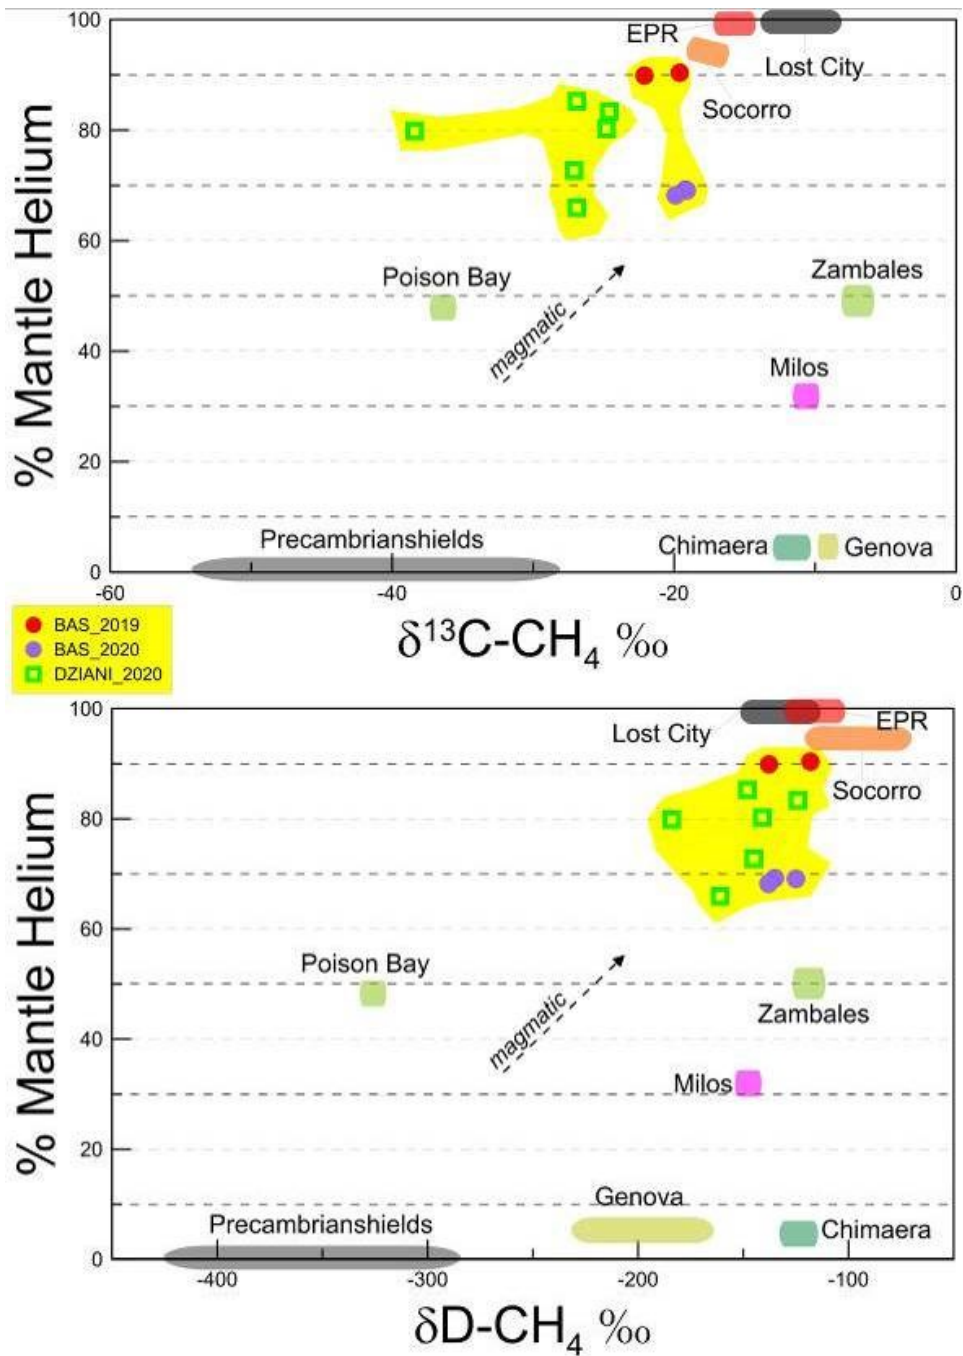 100
EPR
Lost City
Socorro
80
% Mantle Helium
60
Poison Bay
Zambales
magmatic
40
Milos
20
Precambrianshields
Chimaera
Genova
0
-60
-40
-20
0
δ¹³C-CH₄ ‰
BAS_2019
BAS_2020
DZIANI_2020
100
Lost City
EPR
Socorro
80
% Mantle Helium
60
Poison Bay
Zambales
magmatic
40
Milos
20
Genova
Precambrianshields
Chimaera
0
-400
-300
-200
-100
δD-CH₄ ‰